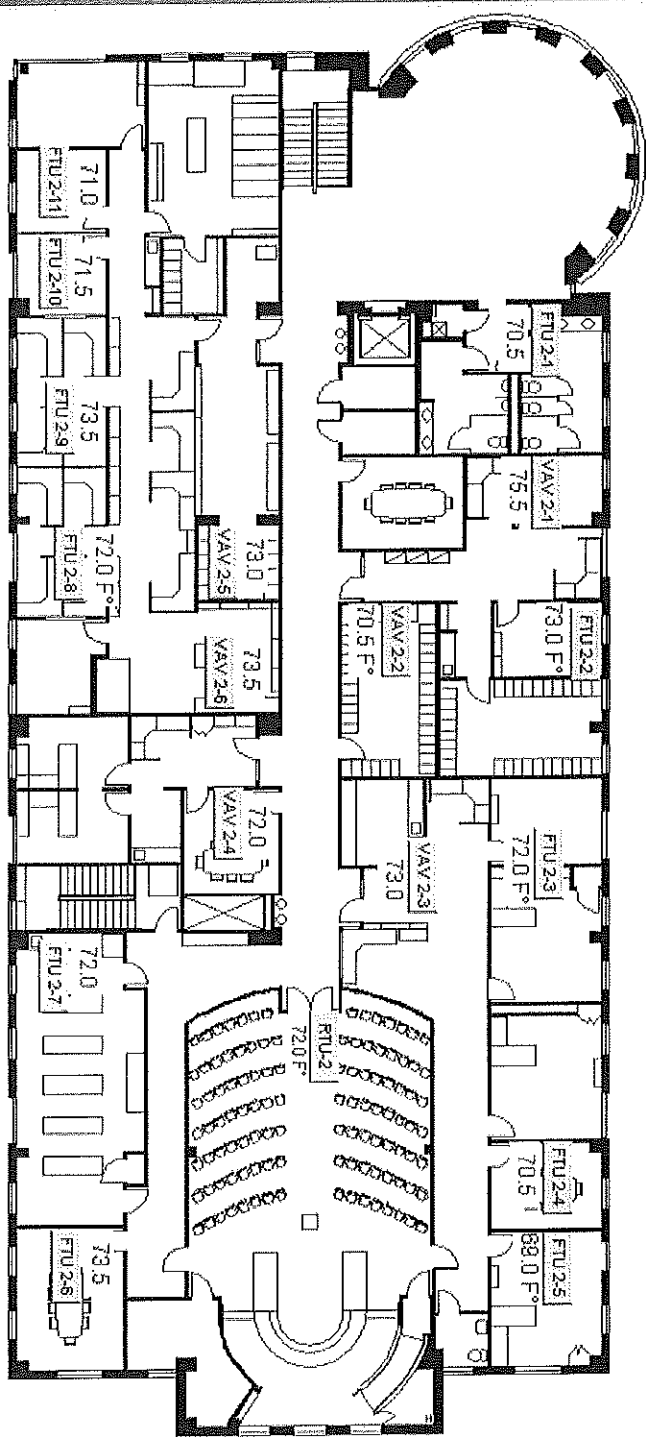 FTU 2-1
70.5
VAV 2-1
75.5
FTU 2-2
73.0 F°
FTU 2-3
72.0 F°
FTU 2-4
70.5
FTU 2-5
F°
VAV 2-2
70.5 F°
VAV 2-3
73.0
RTU-2
72.0 F°
73.0
VAV 2-5
73.5
VAV 2-6
72.0
VAV 2-4
71.0
FTU 2-11
71.5
FTU 2-10
73.5
FTU 2-9
72.0 F°
FTU 2-8
72.0
FTU 2-7
73.5
FTU 2-6